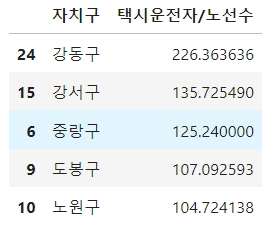 자치구 택시운전자/노선수
24 강동구 226.363636
15 강서구 135.725490
6 중랑구 125.240000
9 도봉구 107.092593
10 노원구 104.724138